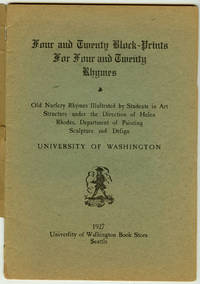 Four and Twenty Block-Prints
For Four and Twenty
Rhymes
Old Nursery Rhymes Illustrated by Students in Art
Structure under the Direction of Helen
Rhodes, Department of Painting
Sculpture and Design
UNIVERSITY OF WASHINGTON
1927
University of Washington Book Store
Seattle